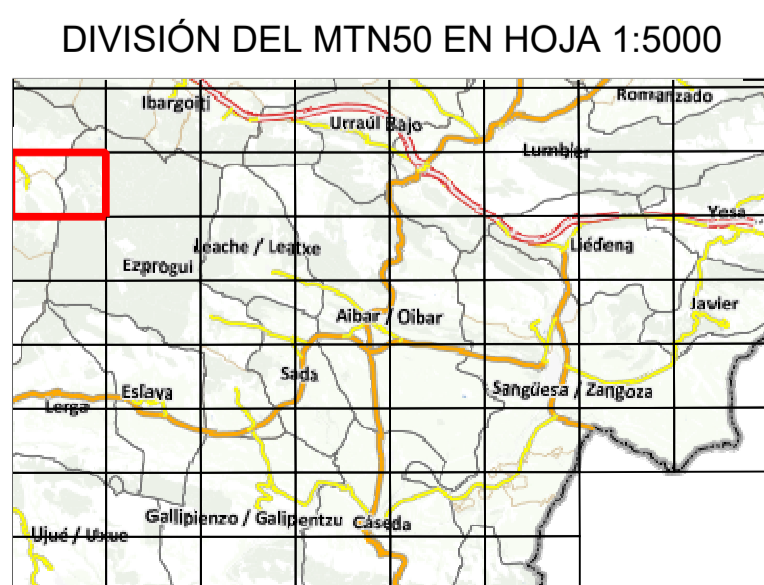 DIVISIÓN DEL MTN50 EN HOJA 1:5000
Romanzado
Ibargoiti
Urraúl Bajo
Lumbier
Yesa
Leache / Leatxe
Liédena
Ezprogui
Javier
Aibar / Oibar
Sada
Eslava
Sangüesa / Zangoza
Lerga
Gallipienzo / Galipentzu
Cáseda
Ujué / Uxue